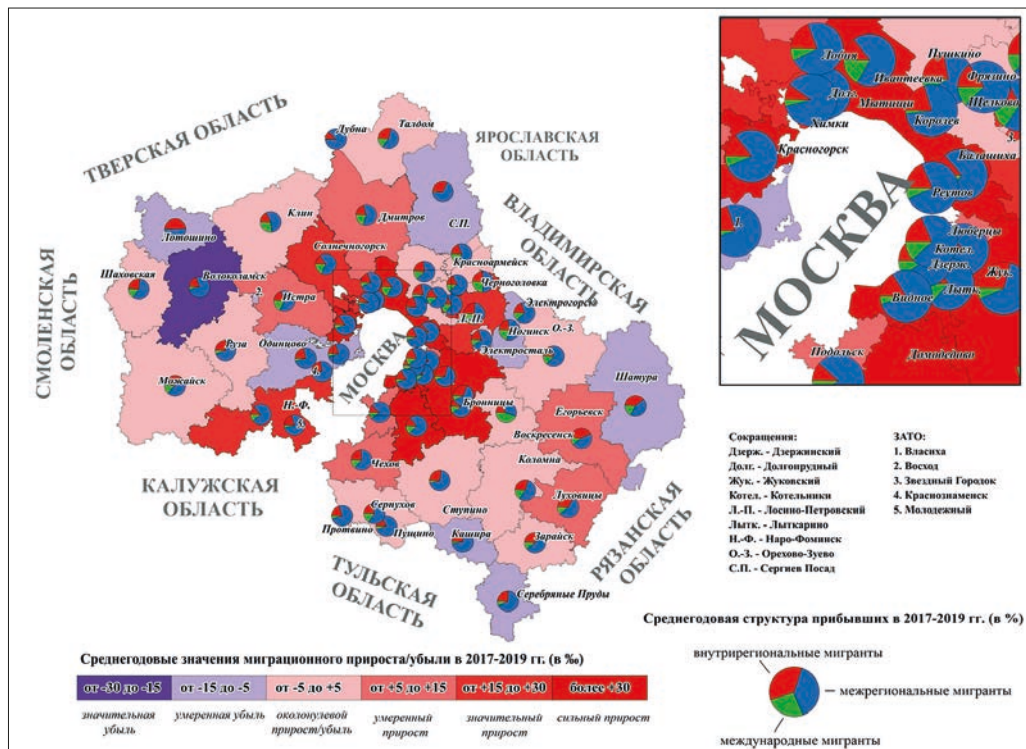 ТВЕРСКАЯ ОБЛАСТЬ
ЯРОСЛАВСКАЯ
ОБЛАСТЬ
ВЛАДИМИРСКАЯ
ОБЛАСТЬ
СМОЛЕНСКАЯ
ОБЛАСТЬ
КАЛУЖСКАЯ
ОБЛАСТЬ
ТУЛЬСКАЯ
ОБЛАСТЬ
РЯЗАНСКАЯ
ОБЛАСТЬ
МОСКВА
Дубна
Талдом
Клин
Дмитров
С.П.
Лотошино
Солнечногорск
Красноармейск
Шаховская
Волоколамск
2.
Истра
Черноголовка
Электрогорск
Л.-П.
Ногинск
О.-З.
Руза
Одинцово
4.
Электросталь
Можайск
Шатура
Н.-Ф.
5.
Бронницы
Егорьевск
Воскресенск
Чехов
Коломна
Серпухов
Ступино
Луховицы
Протвино
Пущино
Кашира
Зарайск
Серебряные Пруды
Лобня
Пушкино
Ивантеевка
Фрязино
Долг.
Мытищи
Щелково
Химки
Королев
3.
Красногорск
Балашиха
Реутов
1.
Люберцы
Котел.
Дзерж.
Жук.
Видное
Лытк.
МОСКВА
Подольск
Домодедово
Сокращения:
Дзерж. - Дзержинский
Долг. - Долгопрудный
Жук. - Жуковский
Котел. - Котельники
Л.-П. - Лосино-Петровский
Лытк. - Лыткарино
Н.-Ф. - Наро-Фоминск
О.-З. - Орехово-Зуево
С.П. - Сергиев Посад
ЗАТО:
1. Власиха
2. Восход
3. Звездный Городок
4. Краснознаменск
5. Молодежный
Среднегодовые значения миграционного прироста/убыли в 2017-2019 гг. (в ‰)
от -30 до -15
от -15 до -5
от -5 до +5
от +5 до +15
от +15 до +30
более +30
значительная
убыль
умеренная убыль
околонулевой
прирост/убыль
умеренный
прирост
значительный
прирост
сильный прирост
Среднегодовая структура прибывших в 2017-2019 гг. (в %)
внутрирегиональные мигранты
межрегиональные мигранты
международные мигранты